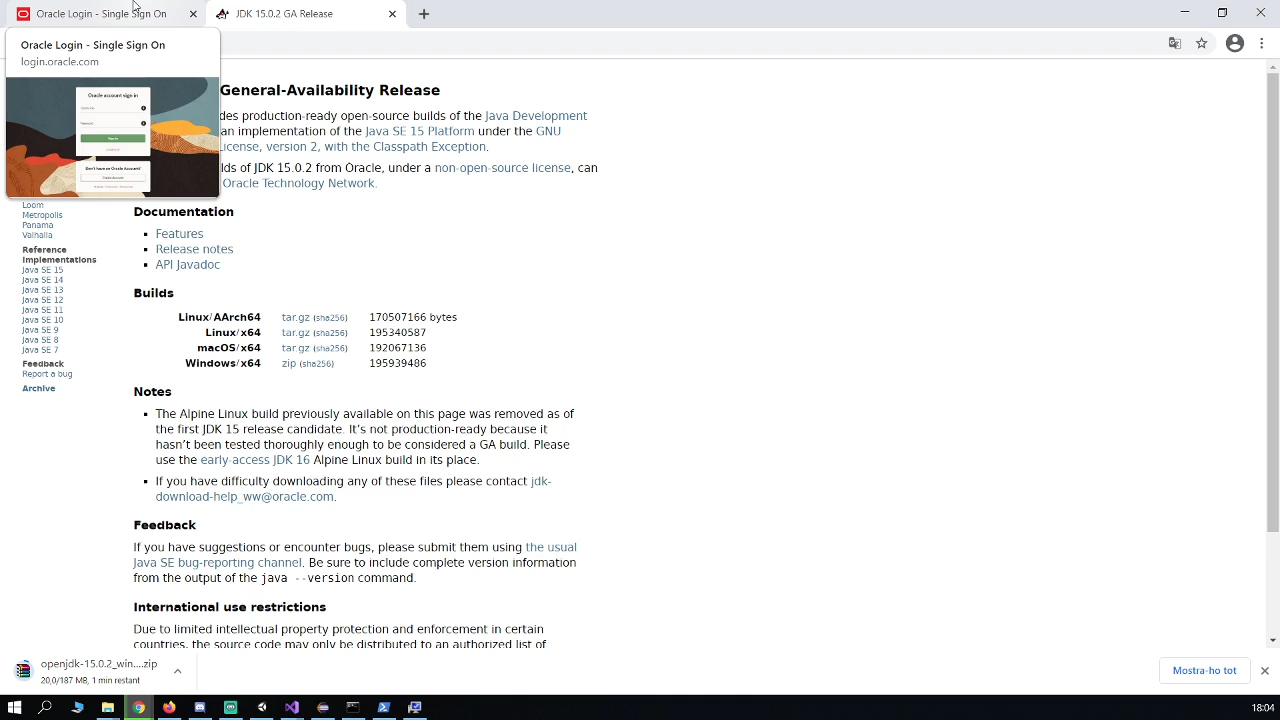 Oracle Login - Single Sign On
JDK 15.0.2 GA Release
Oracle Login - Single Sign On
login.oracle.com
Oracle account sign in
Password
Don't have an Oracle Account?
Create Account
General-Availability Release
des production-ready open-source builds of the Java Development
an implementation of the Java SE 15 Platform under the GNU
icense, version 2, with the Classpath Exception.
lds of JDK 15.0.2 from Oracle, under a non-open-source license, can
Oracle Technology Network.
Loom
Metropolis
Panama
Valhalla
Reference
Implementations
Java SE 15
Java SE 14
Java SE 13
Java SE 12
Java SE 11
Java SE 10
Java SE 9
Java SE 8
Java SE 7
Feedback
Report a bug
Archive
Documentation
Features
Release notes
API Javadoc
Builds
Linux/AArch64 tar.gz (sha256) 170507166 bytes
Linux/x64 tar.gz (sha256) 195340587
macOS/x64 tar.gz (sha256) 192067136
Windows/x64 zip (sha256) 195939486
Notes
The Alpine Linux build previously available on this page was removed as of
the first JDK 15 release candidate. It's not production-ready because it
hasn't been tested thoroughly enough to be considered a GA build. Please
use the early-access JDK 16 Alpine Linux build in its place.
If you have difficulty downloading any of these files please contact jdk-
download-help_ww@oracle.com.
Feedback
If you have suggestions or encounter bugs, please submit them using the usual
Java SE bug-reporting channel. Be sure to include complete version information
from the output of the java --version command.
International use restrictions
Due to limited intellectual property protection and enforcement in certain
countries, the source code may only be distributed to an authorized list of
openjdk-15.0.2_win....zip
20,0/187 MB, 1 min restant
Mostra-ho tot
18:04